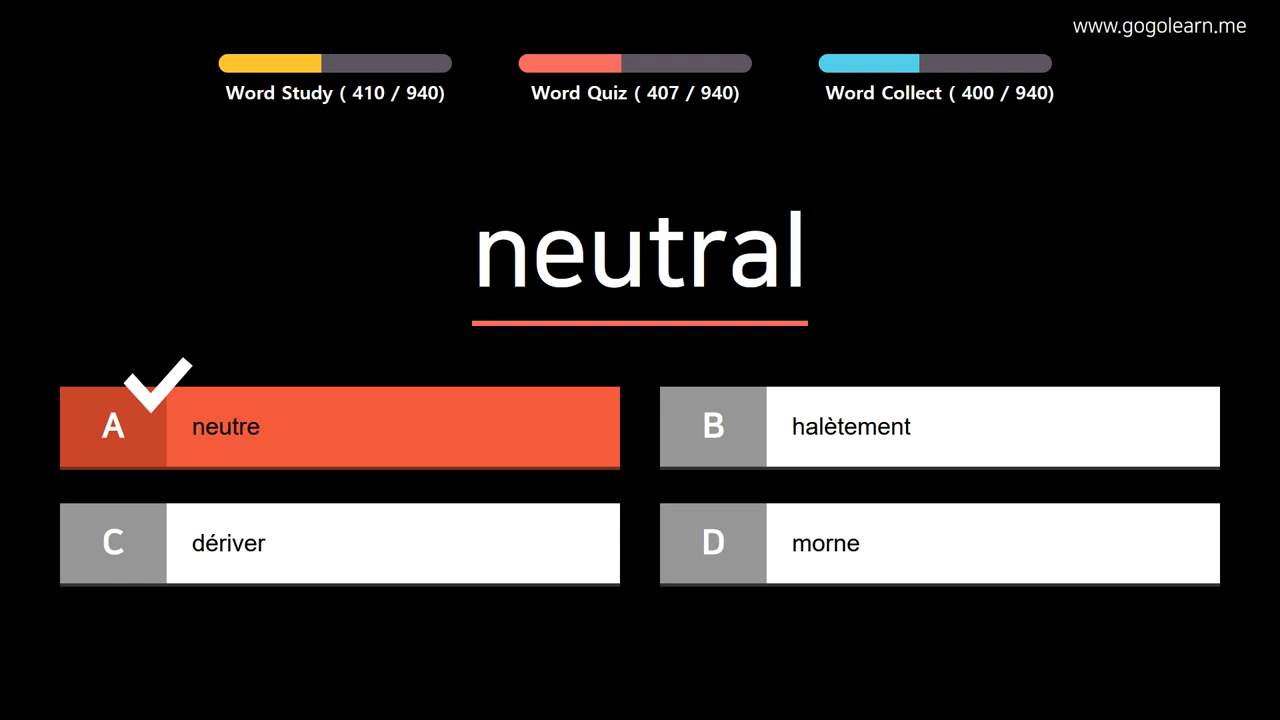 www.gogolearn.me
Word Study ( 410 / 940)
Word Quiz ( 407 / 940)
Word Collect ( 400 / 940)
neutral
A neutre
B halètement
C dériver
D morne